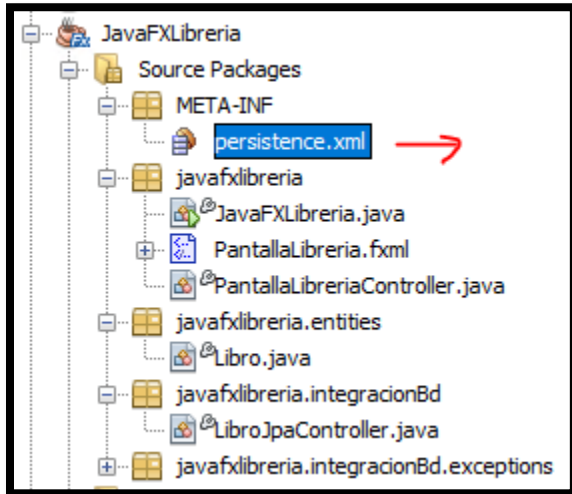 JavaFXLibreria
Source Packages
META-INF
persistence.xml
javafxlibreria
JavaFXLibreria.java
PantallaLibreria.fxml
PantallaLibreriaController.java
javafxlibreria.entities
Libro.java
javafxlibreria.integracionBd
LibroJpaController.java
javafxlibreria.integracionBd.exceptions